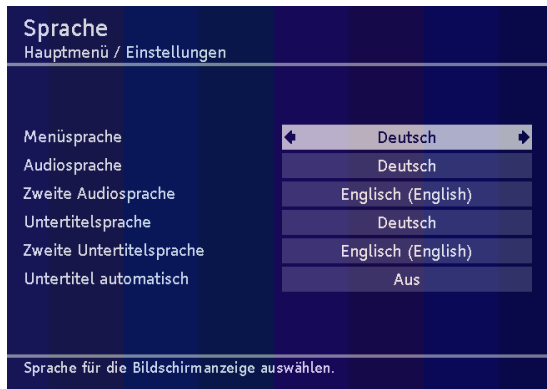 Sprache
Hauptmenü / Einstellungen
Menüsprache Deutsch
Audiosprache Deutsch
Zweite Audiosprache Englisch (English)
Untertitelsprache Deutsch
Zweite Untertitelsprache Englisch (English)
Untertitel automatisch Aus
Sprache für die Bildschirmanzeige auswählen.